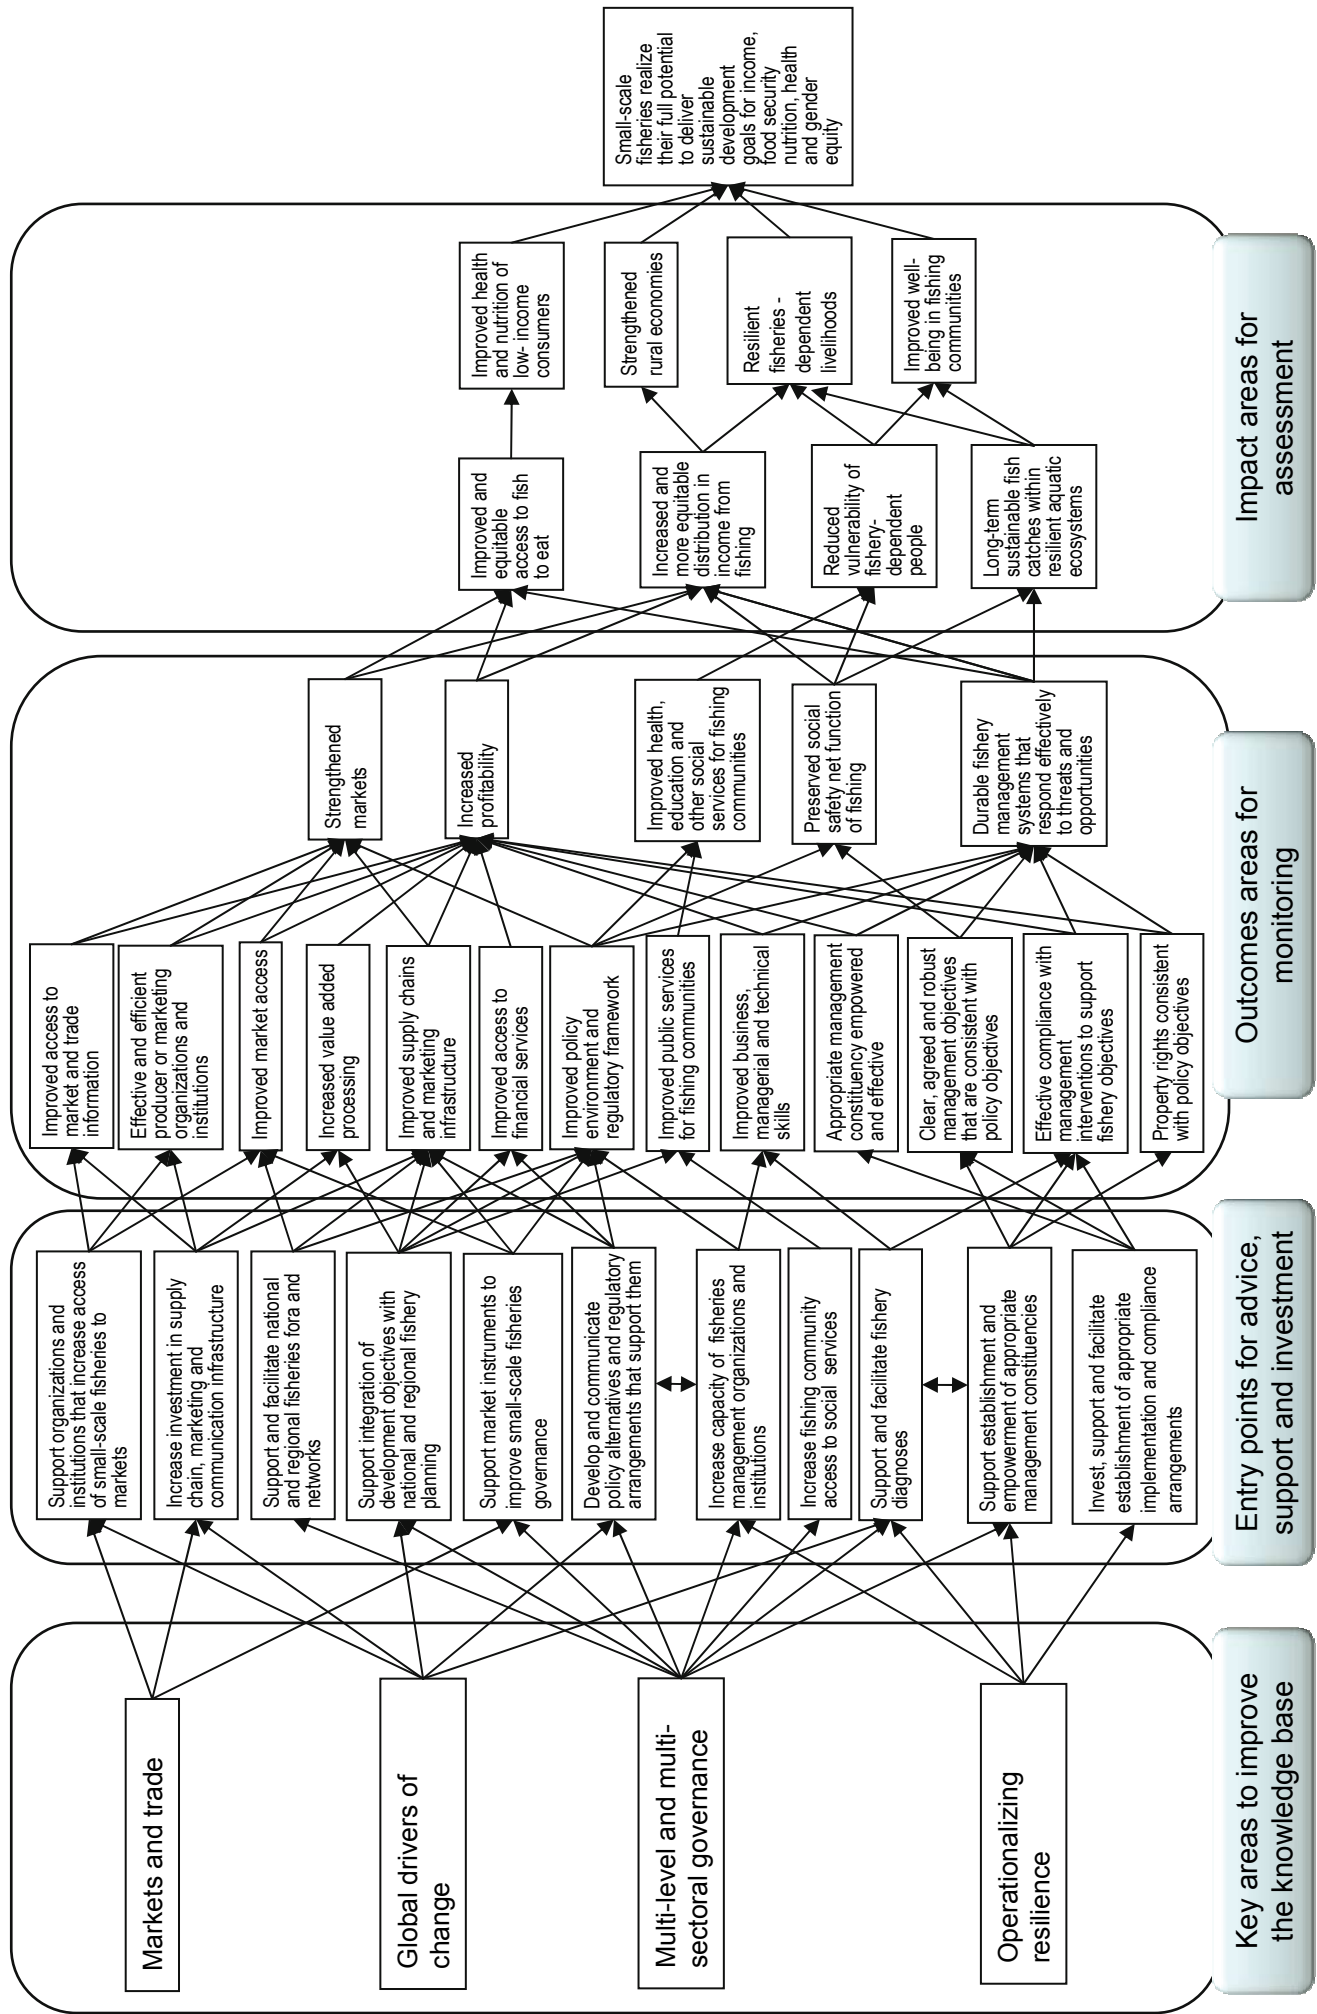 Markets and trade
Global drivers of
change
Multi-level and multi-
sectoral governance
Operationalizing
resilience
Key areas to improve
the knowledge base
Support organizations and
institutions that increase access
of small-scale fisheries to
markets
Increase investment in supply
chain, marketing and
communication infrastructure
Support and facilitate national
and regional fisheries fora and
networks
Support integration of
development objectives with
national and regional fishery
planning
Support market instruments to
improve small-scale fisheries
governance
Develop and communicate
policy alternatives and regulatory
arrangements that support them
Increase capacity of fisheries
management organizations and
institutions
Increase fishing community
access to social services
Support and facilitate fishery
diagnoses
Support establishment and
empowerment of appropriate
management constituencies
Invest, support and facilitate
establishment of appropriate
implementation and compliance
arrangements
Entry points for advice,
support and investment
Improved access to
market and trade
information
Effective and efficient
producer or marketing
organizations and
institutions
Improved market access
Increased value added
processing
Improved supply chains
and marketing
infrastructure
Improved access to
financial services
Improved policy
environment and
regulatory framework
Improved public services
for fishing communities
Improved business,
managerial and technical
skills
Appropriate management
constituency empowered
and effective
Clear, agreed and robust
management objectives
that are consistent with
policy objectives
Effective compliance with
management
interventions to support
fishery objectives
Property rights consistent
with policy objectives
Strengthened
markets
Increased
profitability
Improved health,
education and
other social
services for fishing
communities
Preserved social
safety net function
of fishing
Durable fishery
management
systems that
respond effectively
to threats and
opportunities
Outcomes areas for
monitoring
Improved and
equitable
access to fish
to eat
Increased and
more equitable
distribution in
income from
fishing
Reduced
vulnerability of
fishery-
dependent
people
Long-term
sustainable fish
catches within
resilient aquatic
ecosystems
Improved health
and nutrition of
low- income
consumers
Strengthened
rural economies
Resilient
fisheries -
dependent
livelihoods
Improved well-
being in fishing
communities
Impact areas for
assessment
Small-scale
fisheries realize
their full potential
to deliver
sustainable
development
goals for income,
food security
nutrition, health
and gender
equity